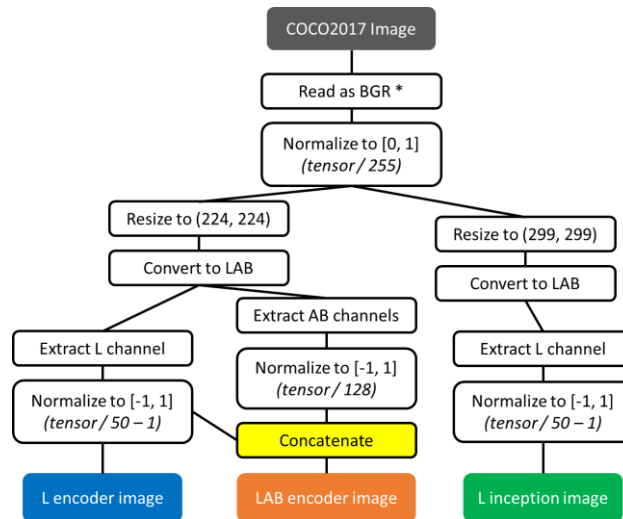 COCO2017 Image
Read as BGR *
Normalize to [0, 1]
(tensor / 255)
Resize to (224, 224)
Resize to (299, 299)
Convert to LAB
Convert to LAB
Extract AB channels
Extract L channel
Extract L channel
Normalize to [-1, 1]
(tensor / 128)
Normalize to [-1, 1]
(tensor / 50 – 1)
Normalize to [-1, 1]
(tensor / 50 – 1)
Concatenate
L encoder image
LAB encoder image
L inception image